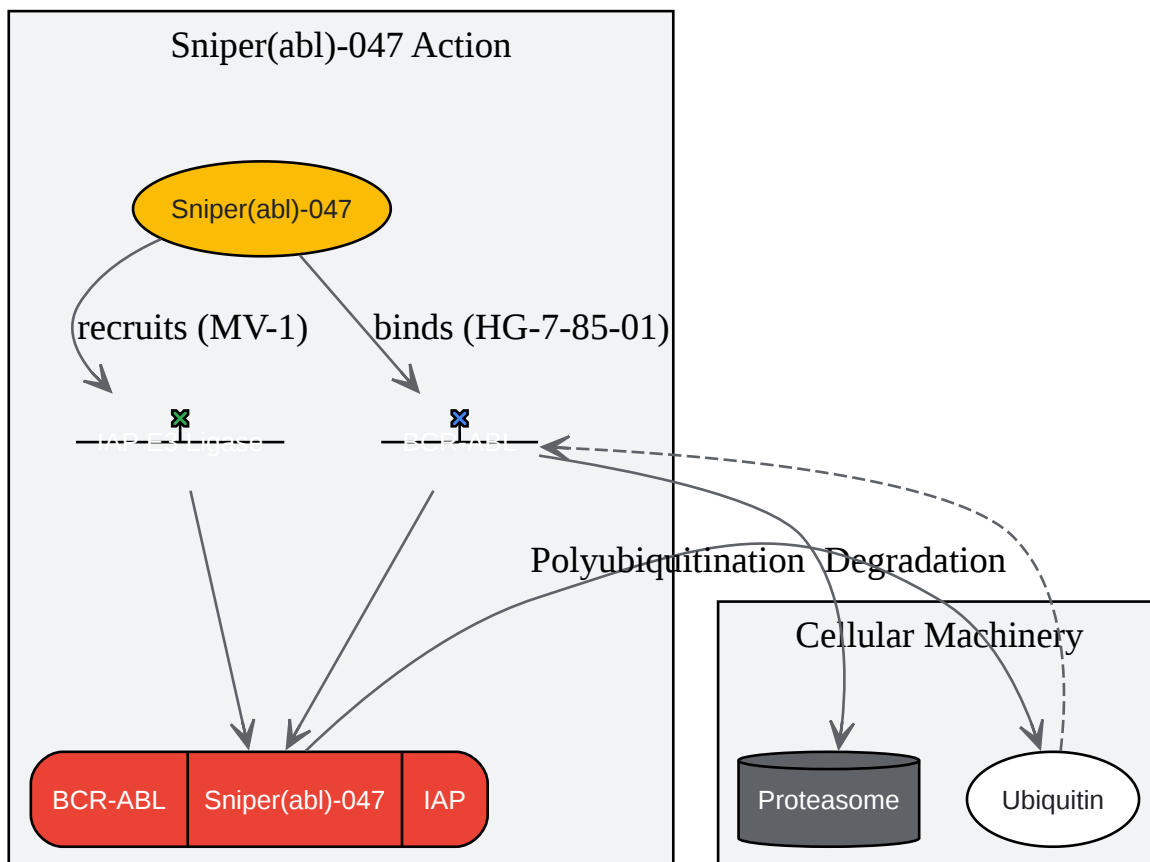 Sniper(abl)-047 Action
Sniper(abl)-047
recruits (MV-1)
binds (HG-7-85-01)
IAP E3 Ligase
BCR-ABL
Polyubiquitination
Degradation
Cellular Machinery
BCR-ABL
Sniper(abl)-047
IAP
Proteasome
Ubiquitin